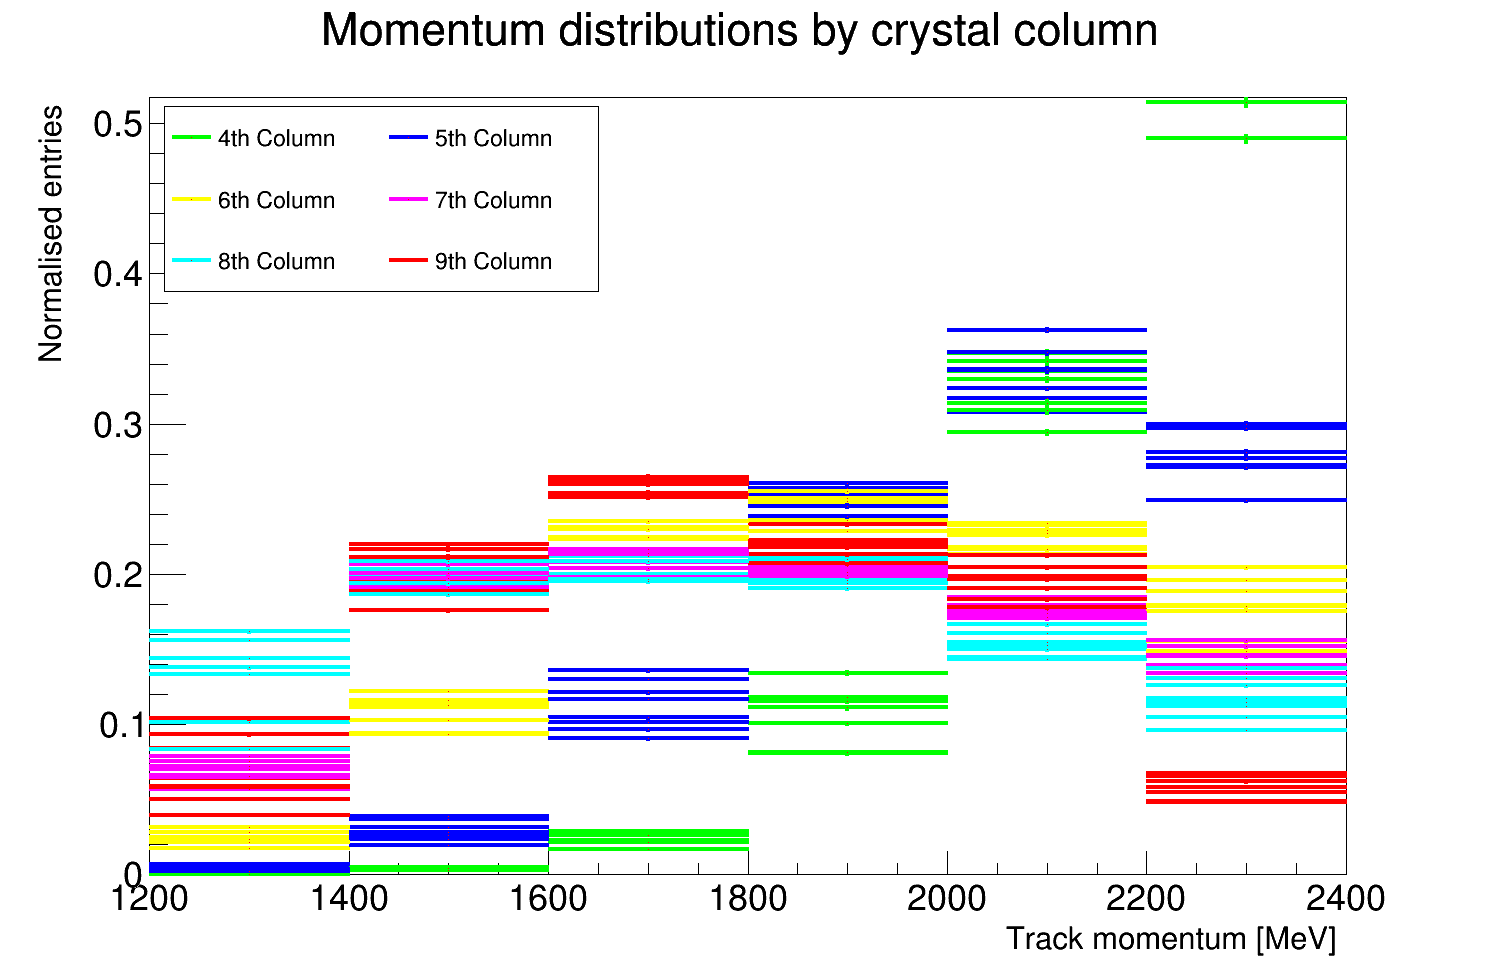 Momentum distributions by crystal column
Normalised entries
0.5
0.4
0.3
0.2
0.1
0
4th Column 5th Column
6th Column 7th Column
8th Column 9th Column
1200 1400 1600 1800 2000 2200 2400
Track momentum [MeV]